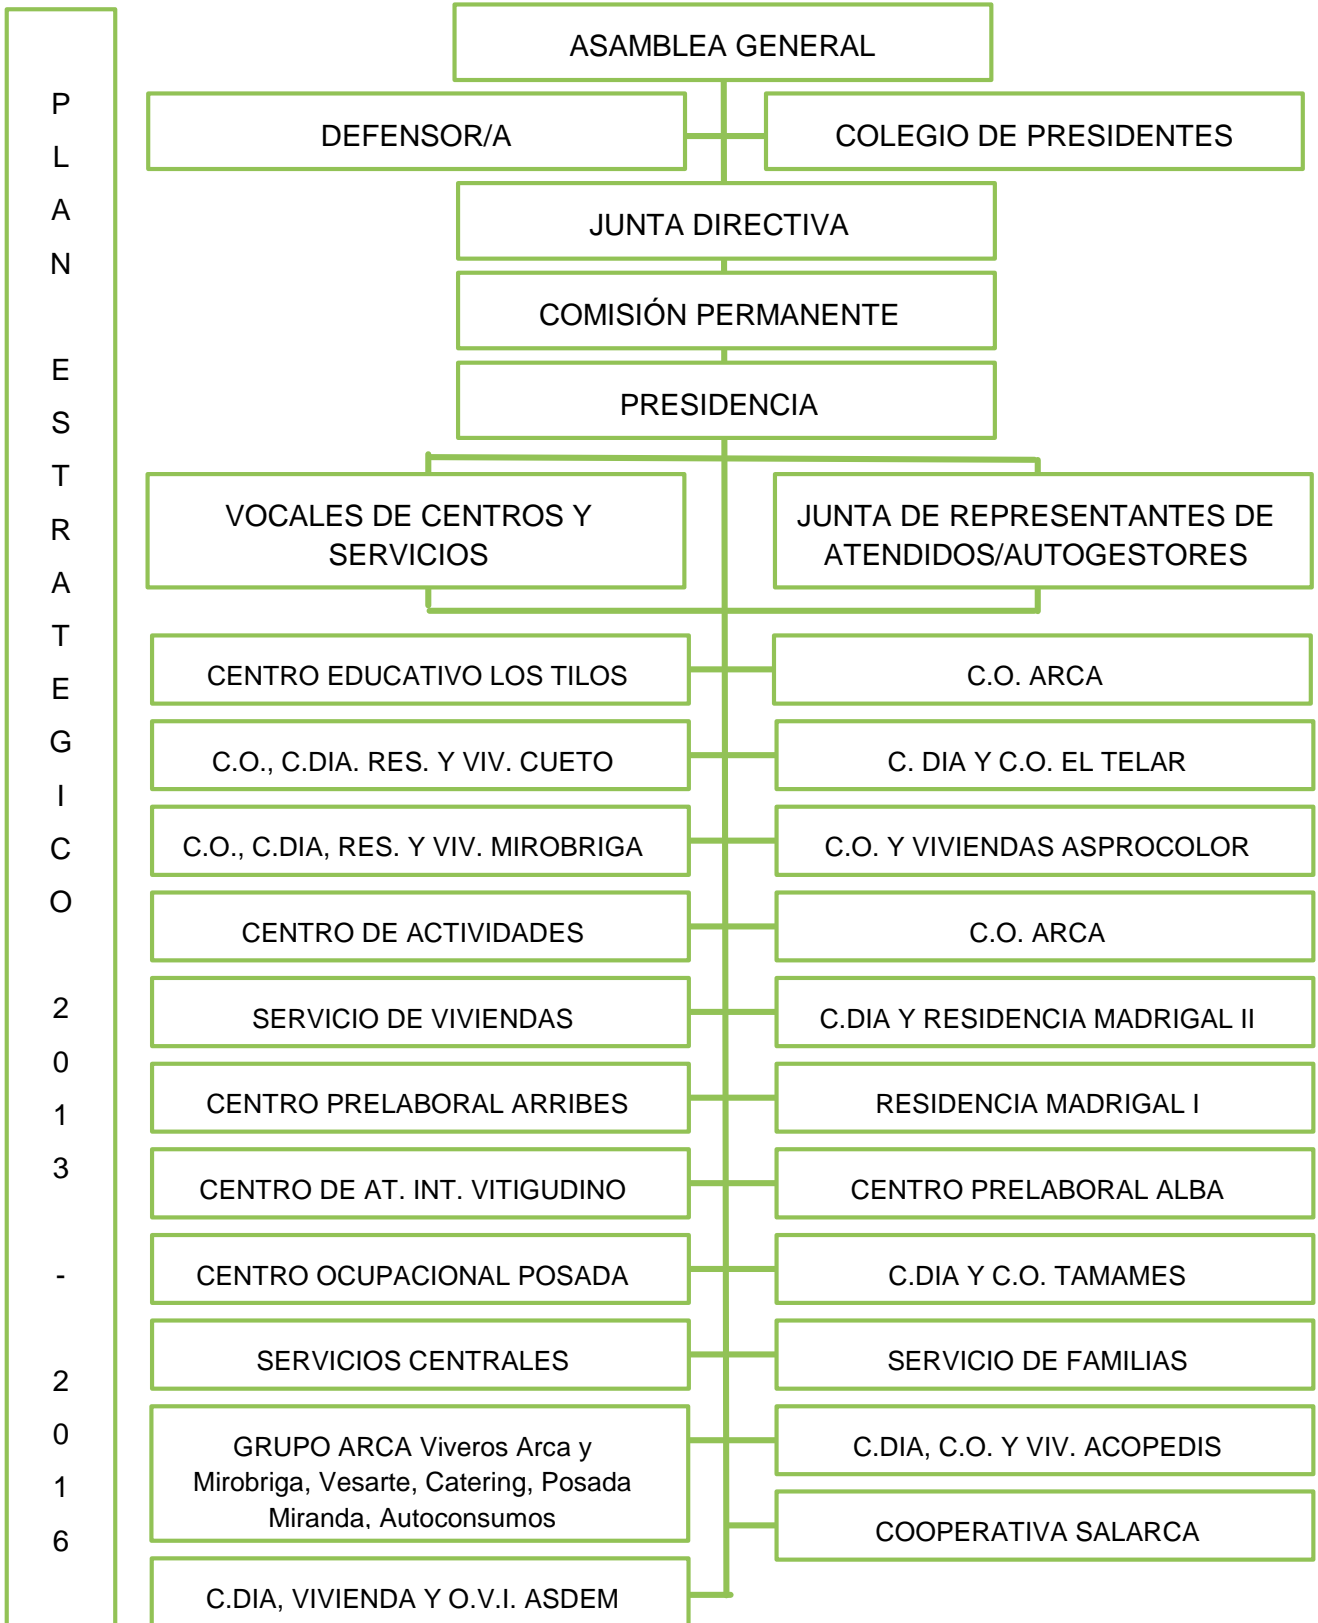 PLAN ESTRATEGICO 2013 - 2016
ASAMBLEA GENERAL
DEFENSOR/A
COLEGIO DE PRESIDENTES
JUNTA DIRECTIVA
COMISIÓN PERMANENTE
PRESIDENCIA
VOCALES DE CENTROS Y
SERVICIOS
JUNTA DE REPRESENTANTES DE
ATENDIDOS/AUTOGESTORES
CENTRO EDUCATIVO LOS TILOS
C.O. ARCA
C.O., C.DIA. RES. Y VIV. CUETO
C. DIA Y C.O. EL TELAR
C.O., C.DIA, RES. Y VIV. MIROBRIGA
C.O. Y VIVIENDAS ASPROCOLOR
CENTRO DE ACTIVIDADES
C.O. ARCA
SERVICIO DE VIVIENDAS
C.DIA Y RESIDENCIA MADRIGAL II
CENTRO PRELABORAL ARRIBES
RESIDENCIA MADRIGAL I
CENTRO DE AT. INT. VITIGUDINO
CENTRO PRELABORAL ALBA
CENTRO OCUPACIONAL POSADA
C.DIA Y C.O. TAMAMES
SERVICIOS CENTRALES
SERVICIO DE FAMILIAS
GRUPO ARCA Viveros Arca y
Mirobriga, Vesarte, Catering, Posada
Miranda, Autoconsumos
C.DIA, C.O. Y VIV. ACOPEDIS
COOPERATIVA SALARCA
C.DIA, VIVIENDA Y O.V.I. ASDEM